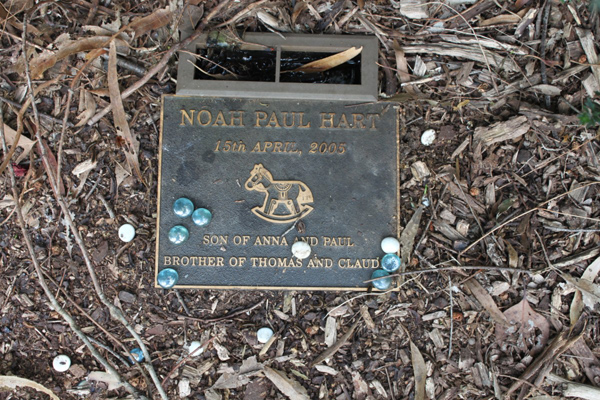 NOAH PAUL HART
15th APRIL, 2005
SON OF ANNA AND PAUL
BROTHER OF THOMAS AND